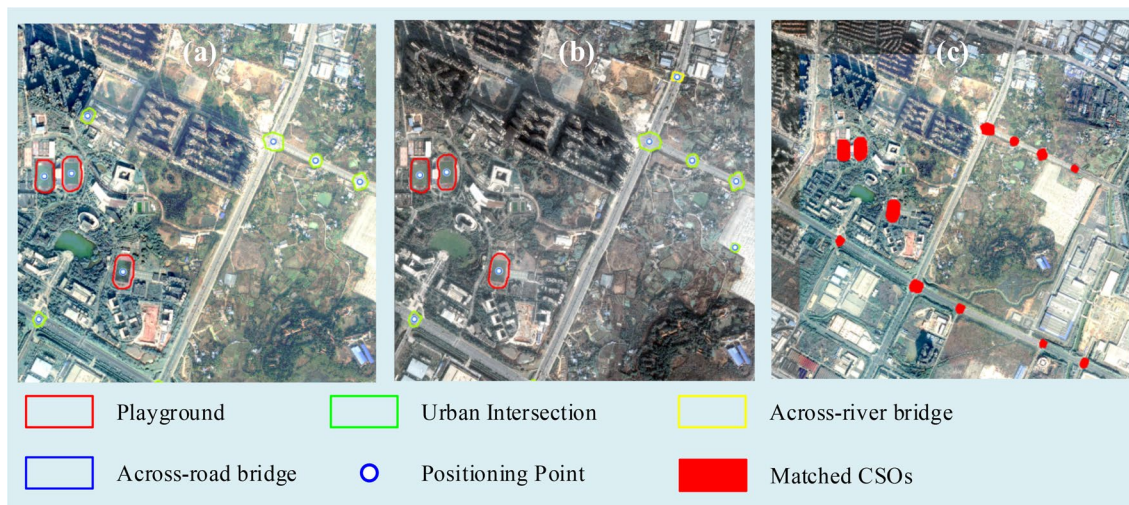 (a) (b) (c)
Playground Urban Intersection Across-river bridge
Across-road bridge Positioning Point Matched CSOs